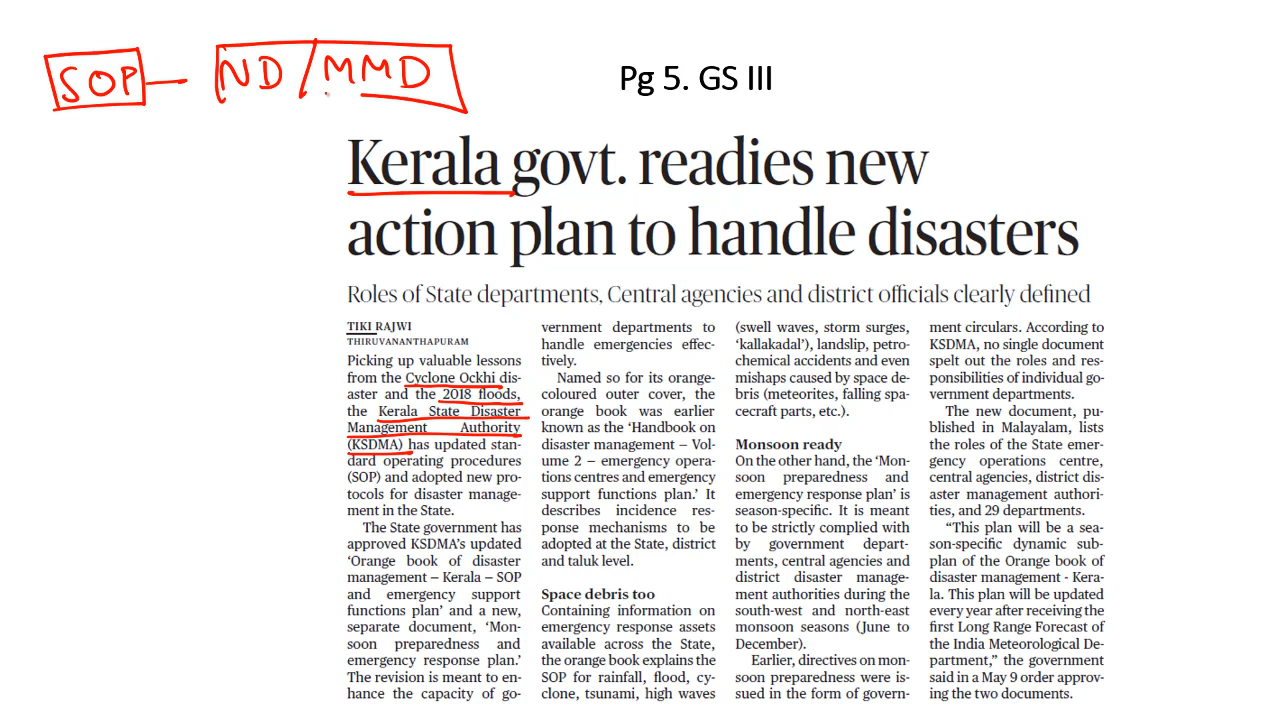 SOP - ND / MMD
Pg 5. GS III
Kerala govt. readies new
action plan to handle disasters
Roles of State departments, Central agencies and district officials clearly defined
TIKI RAJWI
THIRUVANANTHAPURAM
Picking up valuable lessons
from the Cyclone Ockhi dis-
aster and the 2018 floods,
the Kerala State Disaster
Management Authority
(KSDMA) has updated stan-
dard operating procedures
(SOP) and adopted new pro-
tocols for disaster manage-
ment in the State.
The State government has
approved KSDMA's updated
'Orange book of disaster
management – Kerala – SOP
and emergency support
functions plan' and a new,
separate document, 'Mon-
soon preparedness and
emergency response plan.'
The revision is meant to en-
hance the capacity of go-
vernment departments to
handle emergencies effec-
tively.
Named so for its orange-
coloured outer cover, the
orange book was earlier
known as the 'Handbook on
disaster management – Vol-
ume 2 – emergency opera-
tions centres and emergency
support functions plan.' It
describes incidence res-
ponse mechanisms to be
adopted at the State, district
and taluk level.
Space debris too
Containing information on
emergency response assets
available across the State,
the orange book explains the
SOP for rainfall, flood, cy-
clone, tsunami, high waves
(swell waves, storm surges,
'kallakadal'), landslip, petro-
chemical accidents and even
mishaps caused by space de-
bris (meteorites, falling spa-
cecraft parts, etc.).
Monsoon ready
On the other hand, the 'Mon-
soon preparedness and
emergency response plan' is
season-specific. It is meant
to be strictly complied with
by government depart-
ments, central agencies and
district disaster manage-
ment authorities during the
south-west and north-east
monsoon seasons (June to
December).
Earlier, directives on mon-
soon preparedness were is-
sued in the form of govern-
ment circulars. According to
KSDMA, no single document
spelt out the roles and res-
ponsibilities of individual go-
vernment departments.
The new document, pu-
blished in Malayalam, lists
the roles of the State emer-
gency operations centre,
central agencies, district dis-
aster management authori-
ties, and 29 departments.
"This plan will be a sea-
son-specific dynamic sub-
plan of the Orange book of
disaster management - Kera-
la. This plan will be updated
every year after receiving the
first Long Range Forecast of
the India Meteorological De-
partment," the government
said in a May 9 order approv-
ing the two documents.